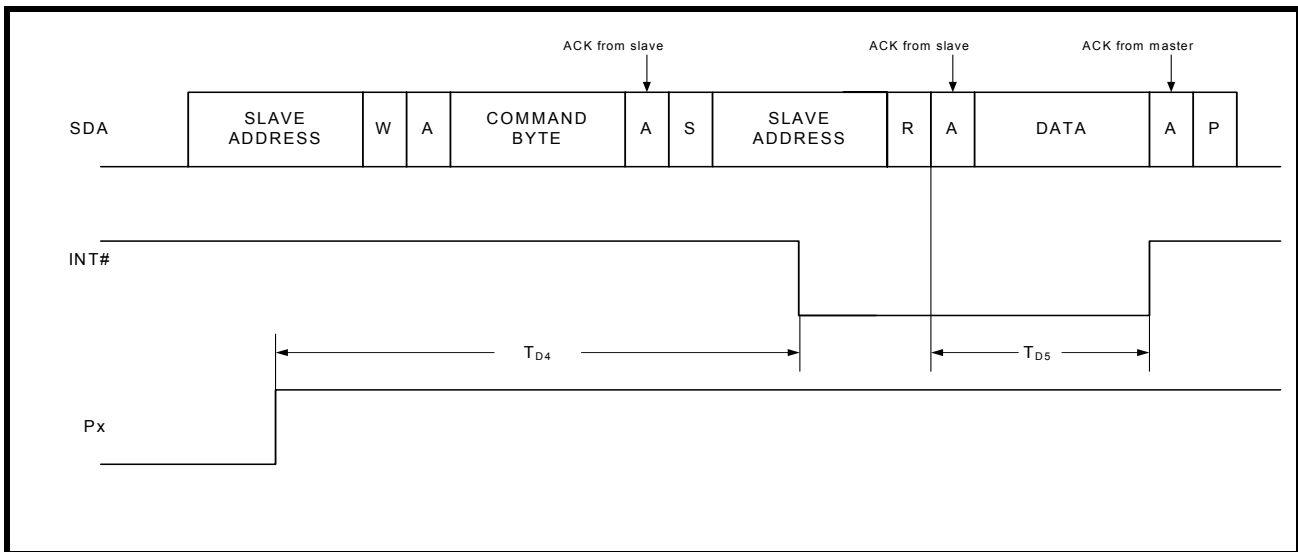 ACK from slave
ACK from slave
ACK from master
SDA
SLAVE
ADDRESS
W
A
COMMAND
BYTE
A
S
SLAVE
ADDRESS
R
A
DATA
A
P
INT#
TD4
TD5
Px